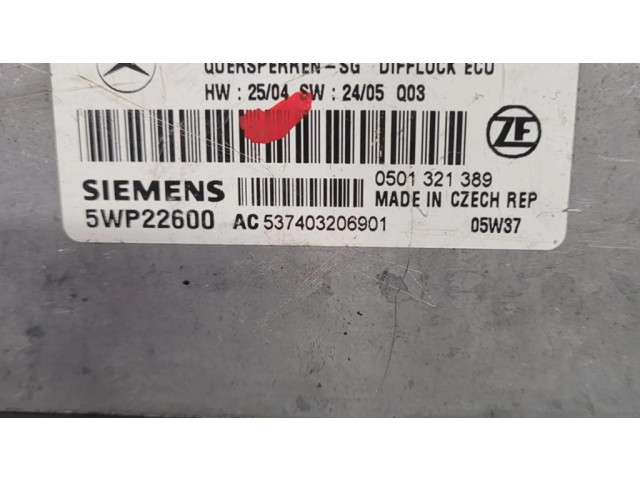 QUERSPERREN-SG DIFFLOCK ECU
HW : 25/04 SW : 24/05 Q03
ZF
SIEMENS
0501 321 389
MADE IN CZECH REP
5WP22600 AC 537403206901 05W37